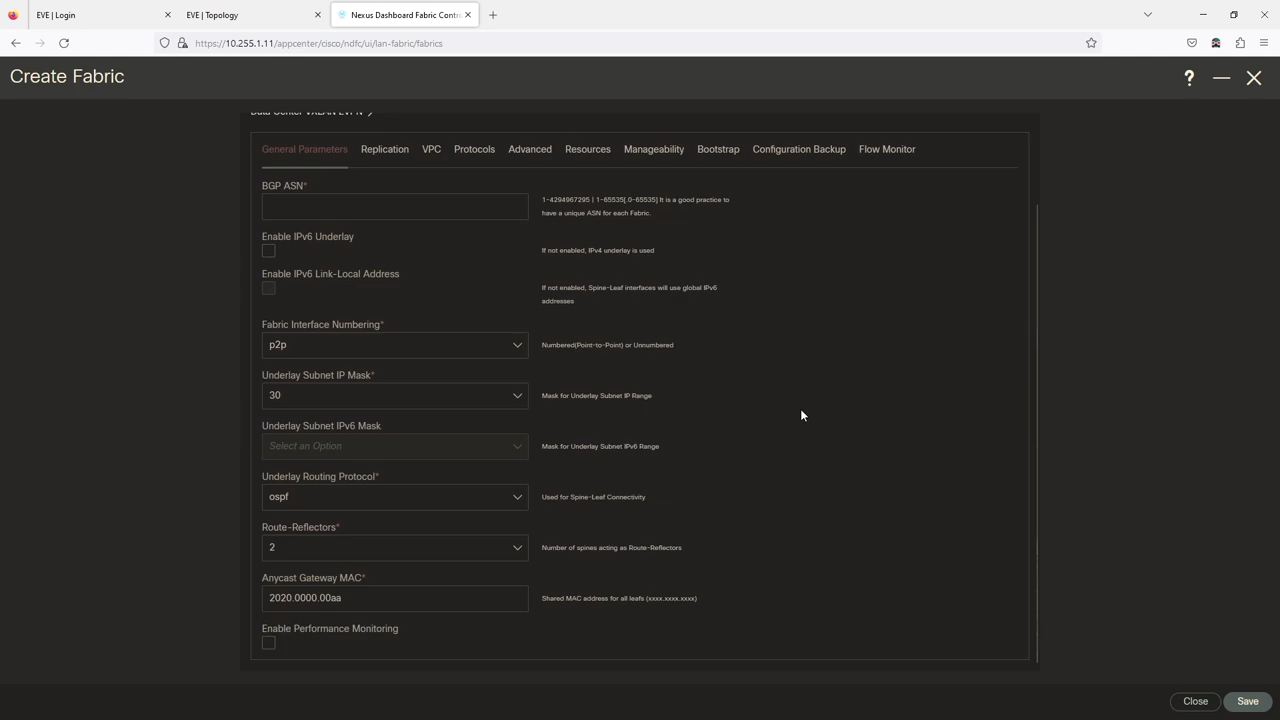 EVE | Login
EVE | Topology
Nexus Dashboard Fabric Contr
https://10.255.1.11/appcenter/cisco/ndfc/ui/lan-fabric/fabrics
Create Fabric
Data Center VXLAN EVPN
General Parameters Replication VPC Protocols Advanced Resources Manageability Bootstrap Configuration Backup Flow Monitor
BGP ASN*
1-4294967295 | 1-65535[.0-65535] It is a good practice to
have a unique ASN for each Fabric.
Enable IPv6 Underlay
If not enabled, IPv4 underlay is used
Enable IPv6 Link-Local Address
If not enabled, Spine-Leaf interfaces will use global IPv6
addresses
Fabric Interface Numbering*
p2p
Numbered(Point-to-Point) or Unnumbered
Underlay Subnet IP Mask*
30
Mask for Underlay Subnet IP Range
Underlay Subnet IPv6 Mask
Select an Option
Mask for Underlay Subnet IPv6 Range
Underlay Routing Protocol*
ospf
Used for Spine-Leaf Connectivity
Route-Reflectors*
2
Number of spines acting as Route-Reflectors
Anycast Gateway MAC*
2020.0000.00aa
Shared MAC address for all leafs (xxxx.xxxx.xxxx)
Enable Performance Monitoring
Close Save